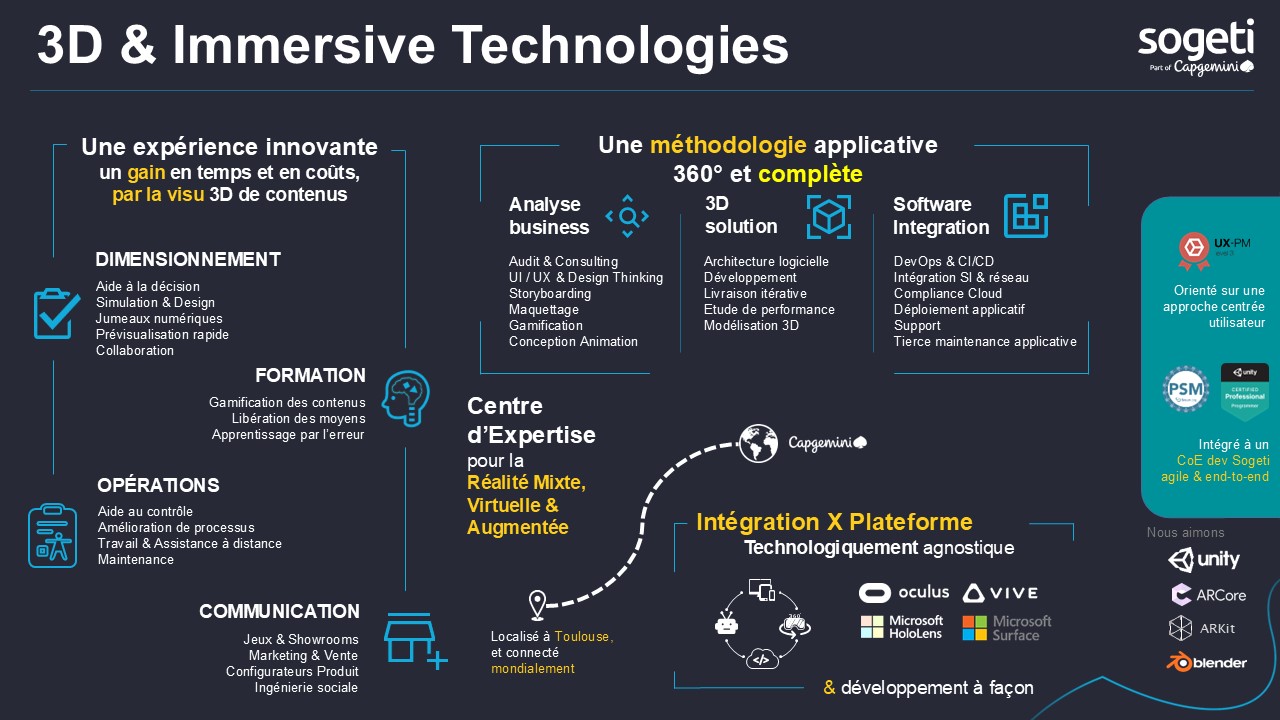 3D & Immersive Technologies
sogeti
Part of Capgemini
Une expérience innovante
un gain en temps et en coûts,
par la visu 3D de contenus
DIMENSIONNEMENT
Aide à la décision
Simulation & Design
Jumeaux numériques
Prévisualisation rapide
Collaboration
FORMATION
Gamification des contenus
Libération des moyens
Apprentissage par l'erreur
OPÉRATIONS
Aide au contrôle
Amélioration de processus
Travail & Assistance à distance
Maintenance
COMMUNICATION
Jeux & Showrooms
Marketing & Vente
Configurateurs Produit
Ingénierie sociale
Une méthodologie applicative
360° et complète
Analyse
business
Audit & Consulting
UI / UX & Design Thinking
Storyboarding
Maquettage
Gamification
Conception Animation
3D
solution
Architecture logicielle
Développement
Livraison itérative
Etude de performance
Modélisation 3D
Software
Integration
DevOps & CI/CD
Intégration SI & réseau
Compliance Cloud
Déploiement applicatif
Support
Tierce maintenance applicative
Centre
d'Expertise
pour la
Réalité Mixte,
Virtuelle &
Augmentée
Capgemini
Localisé à Toulouse,
et connecté
mondialement
Intégration X Plateforme
Technologiquement agnostique
360°
</>
oculus
VIVE
Microsoft
HoloLens
Microsoft
Surface
& développement à façon
UX-PM
Orienté sur une
approche centrée
utilisateur
PSM
unity
CERTIFIED
Professional
Programmer
Intégré à un
CoE dev Sogeti
agile & end-to-end
Nous aimons
unity
ARCore
ARKit
blender